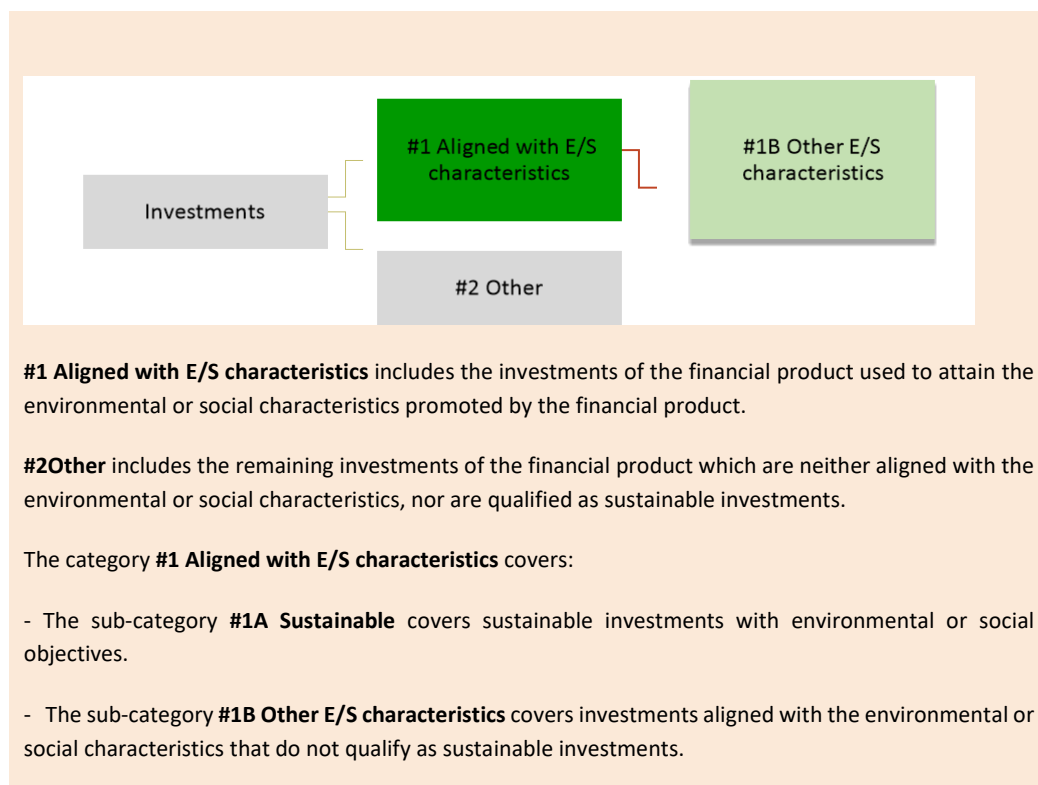 #1 Aligned with E/S
characteristics
#1B Other E/S
characteristics
Investments
#2 Other
#1 Aligned with E/S characteristics includes the investments of the financial product used to attain the
environmental or social characteristics promoted by the financial product.
#2Other includes the remaining investments of the financial product which are neither aligned with the
environmental or social characteristics, nor are qualified as sustainable investments.
The category #1 Aligned with E/S characteristics covers:
- The sub-category #1A Sustainable covers sustainable investments with environmental or social
objectives.
- The sub-category #1B Other E/S characteristics covers investments aligned with the environmental or
social characteristics that do not qualify as sustainable investments.